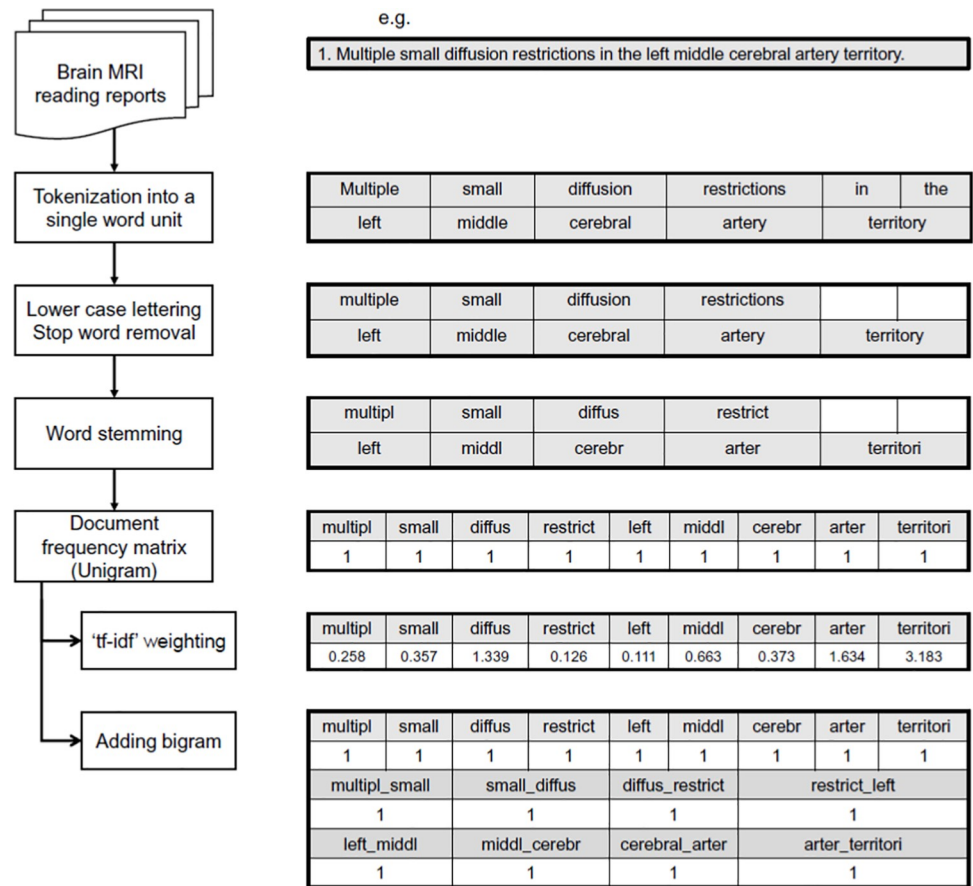 e.g.
Brain MRI
reading reports
1. Multiple small diffusion restrictions in the left middle cerebral artery territory.
Tokenization into a
single word unit
Multiple small diffusion restrictions in the
left middle cerebral artery territory
Lower case lettering
Stop word removal
multiple small diffusion restrictions
left middle cerebral artery territory
Word stemming
multipl small diffus restrict
left middl cerebr arter territori
Document
frequency matrix
(Unigram)
multipl small diffus restrict left middl cerebr arter territori
1 1 1 1 1 1 1 1 1
'tf-idf' weighting
multipl small diffus restrict left middl cerebr arter territori
0.258 0.357 1.339 0.126 0.111 0.663 0.373 1.634 3.183
Adding bigram
multipl small diffus restrict left middl cerebr arter territori
1 1 1 1 1 1 1 1 1
multipl_small small_diffus diffus_restrict restrict_left
1 1 1 1
left_middl middl_cerebr cerebral_arter arter_territori
1 1 1 1